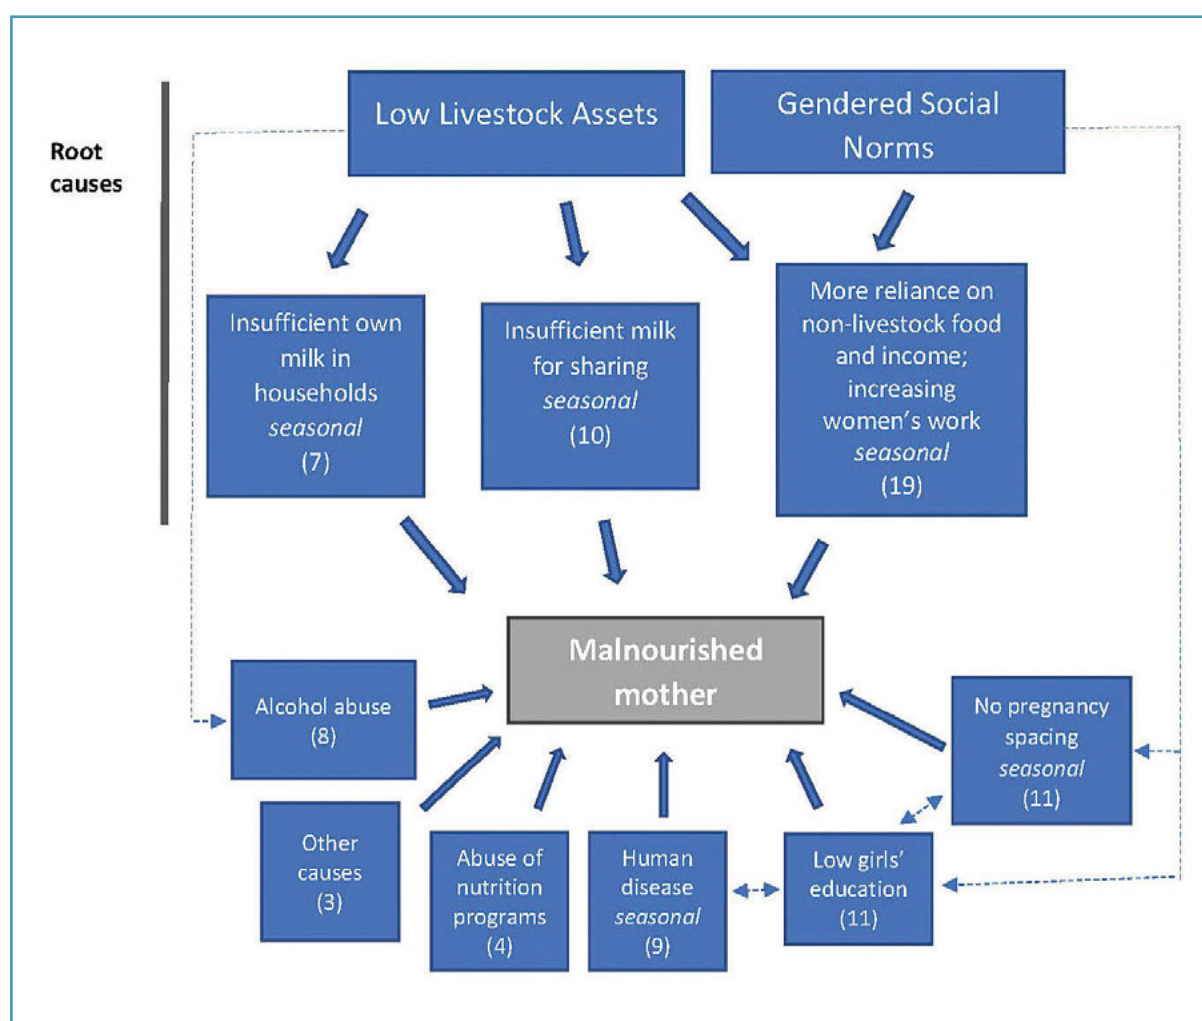 Root
causes
Low Livestock Assets
Gendered Social
Norms
Insufficient own
milk in
households
seasonal
(7)
Insufficient milk
for sharing
seasonal
(10)
More reliance on
non-livestock food
and income;
increasing
women’s work
seasonal
(19)
Malnourished
mother
Alcohol abuse
(8)
No pregnancy
spacing
seasonal
(11)
Other
causes
(3)
Abuse of
nutrition
programs
(4)
Human
disease
seasonal
(9)
Low girls’
education
(11)